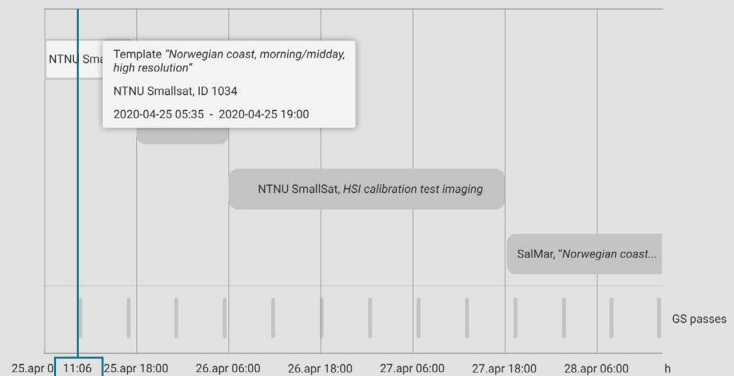 NTNU Sma
Template “Norwegian coast, morning/midday,
high resolution”
NTNU Smallsat, ID 1034
2020-04-25 05:35 - 2020-04-25 19:00
NTNU SmallSat, HSI calibration test imaging
SalMar, “Norwegian coast...
GS passes
25.apr 0 11:06 25.apr 18:00 26.apr 06:00 26.apr 18:00 27.apr 06:00 27.apr 18:00 28.apr 06:00 h